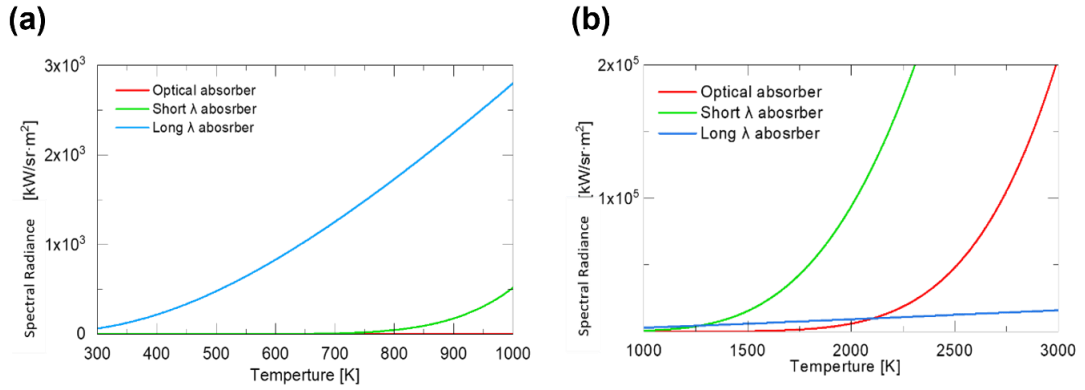 (a)
3x10³
2x10³
1x10³
0
Spectral Radiance [kW/sr·m²]
Optical absorber
Short λ abosrber
Long λ abosrber
300 400 500 600 700 800 900 1000
Temperture [K]
(b)
2x10⁵
1x10⁵
Spectral Radiance [kW/sr·m²]
Optical absorber
Short λ abosrber
Long λ abosrber
1000 1500 2000 2500 3000
Temperture [K]